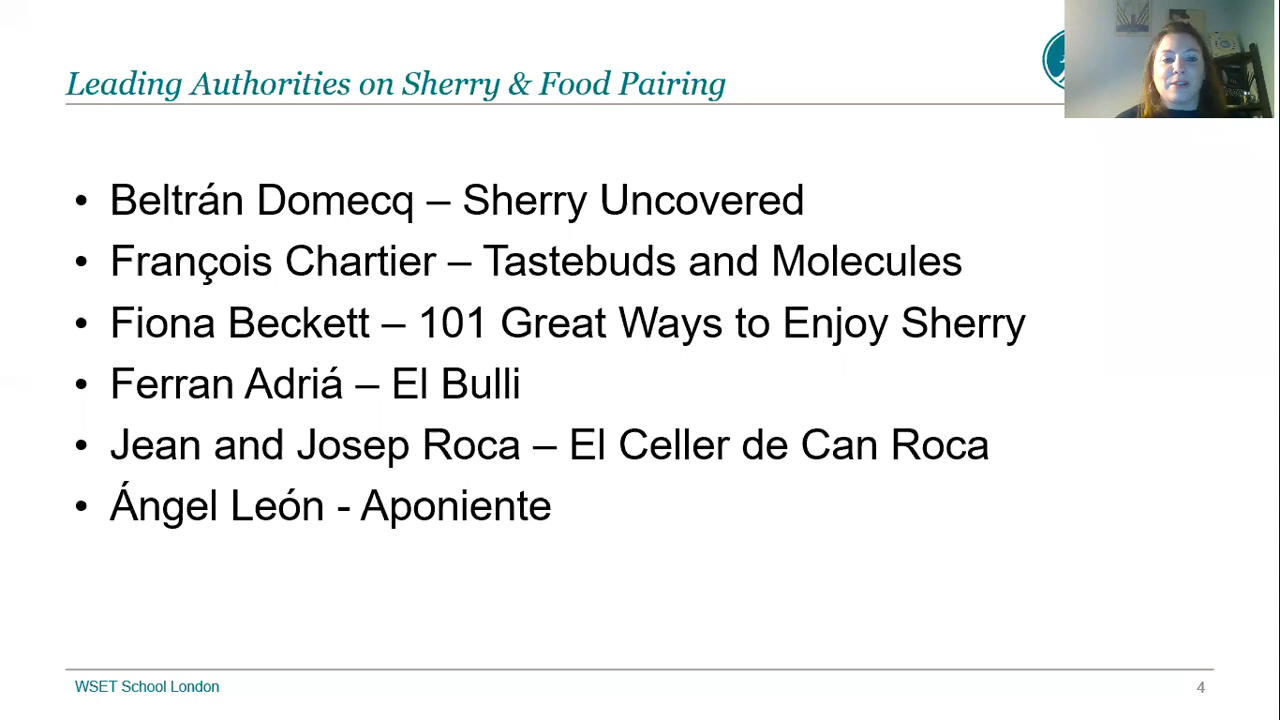 Leading Authorities on Sherry & Food Pairing
• Beltrán Domecq – Sherry Uncovered
• François Chartier – Tastebuds and Molecules
• Fiona Beckett – 101 Great Ways to Enjoy Sherry
• Ferran Adriá – El Bulli
• Jean and Josep Roca – El Celler de Can Roca
• Ángel León - Aponiente
WSET School London
4